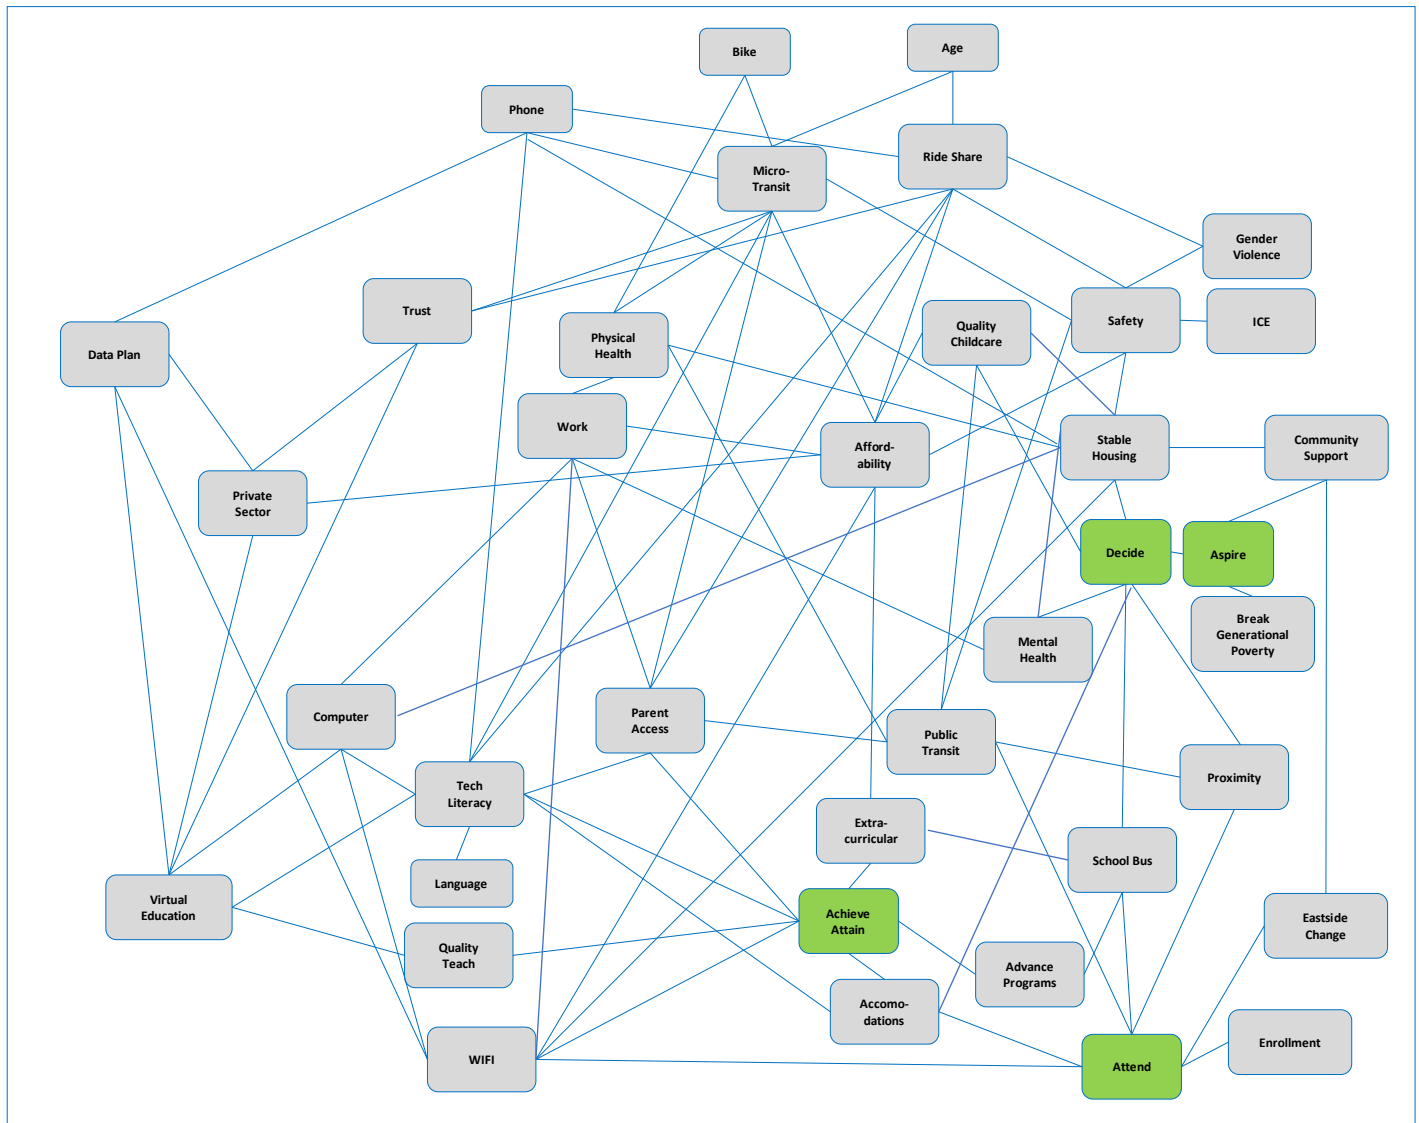 Bike
Age
Phone
Ride Share
Micro-
Transit
Gender
Violence
Trust
Safety
ICE
Quality
Childcare
Physical
Health
Data Plan
Work
Afford-
ability
Stable
Housing
Community
Support
Private
Sector
Decide
Aspire
Break
Generational
Poverty
Mental
Health
Computer
Parent
Access
Public
Transit
Proximity
Tech
Literacy
Extra-
curricular
School Bus
Language
Virtual
Education
Achieve
Attain
Eastside
Change
Quality
Teach
Advance
Programs
Accomo-
dations
Enrollment
WIFI
Attend